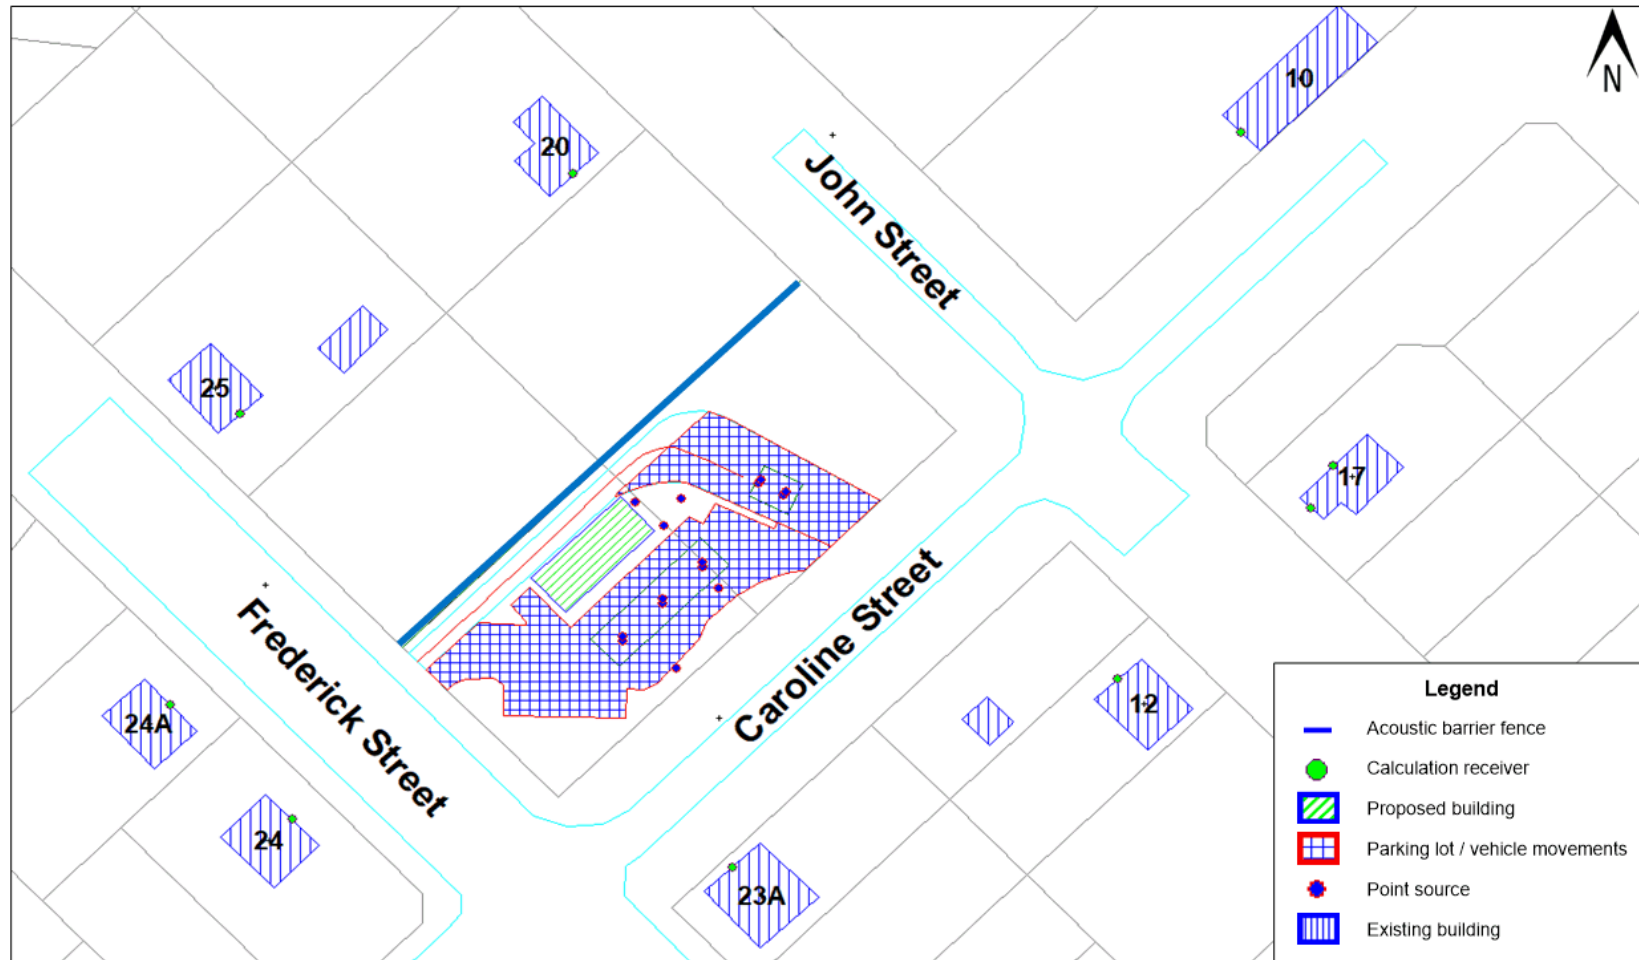 10
N
20
John Street
25
17
Frederick Street
Caroline Street
24A
12
24
23A
Legend
Acoustic barrier fence
Calculation receiver
Proposed building
Parking lot / vehicle movements
Point source
Existing building